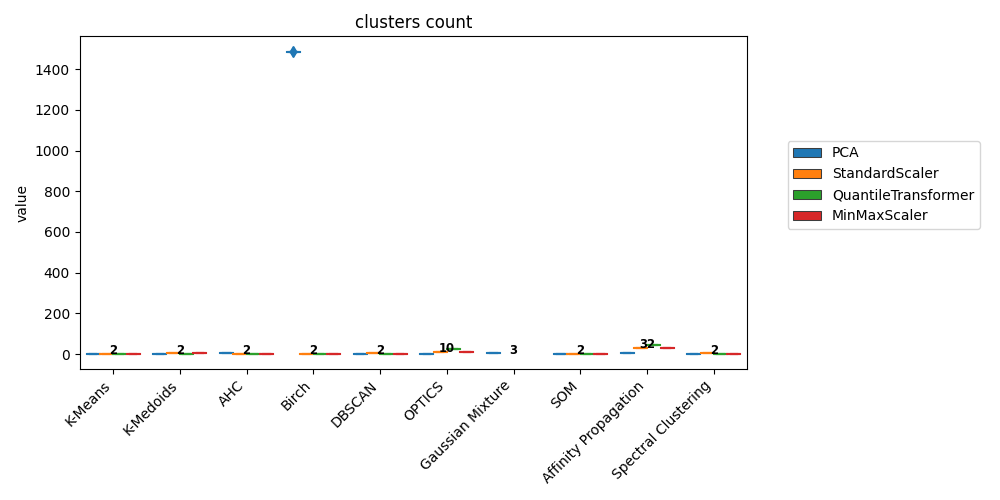 clusters count
value
1400
1200
1000
800
600
400
200
0
2 2 2 2 2 10 3 2 32 2
K-Means
K-Medoids
AHC
Birch
DBSCAN
OPTICS
Gaussian Mixture
SOM
Affinity Propagation
Spectral Clustering
PCA
StandardScaler
QuantileTransformer
MinMaxScaler